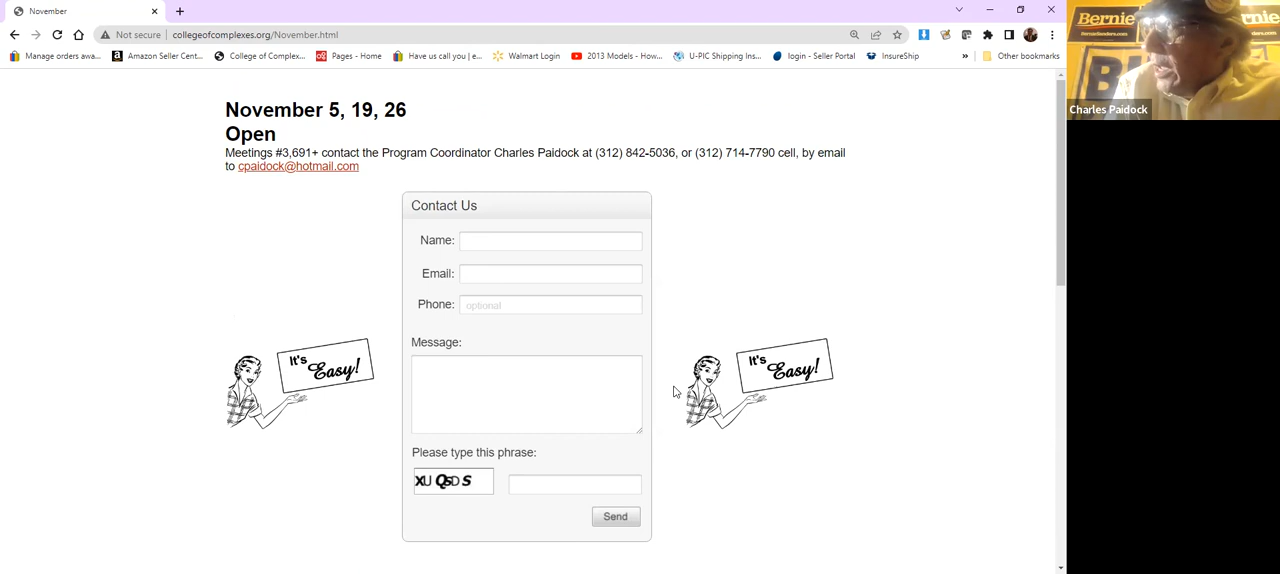 November
Not secure
collegeofcomplexes.org/November.html
Manage orders awa...
Amazon Seller Cent...
College of Complex...
Pages - Home
Have us call you | e...
Walmart Login
2013 Models - How...
U-PIC Shipping Ins...
login - Seller Portal
InsureShip
Other bookmarks
Bernie
BerniSanders.com
ernie
Charles Paidock
November 5, 19, 26
Open
Meetings #3,691+ contact the Program Coordinator Charles Paidock at (312) 842-5036, or (312) 714-7790 cell, by email
to cpaidock@hotmail.com
Contact Us
Name:
Email:
Phone: optional
Message:
It's Easy!
It's Easy!
Please type this phrase:
XUQSDS
Send